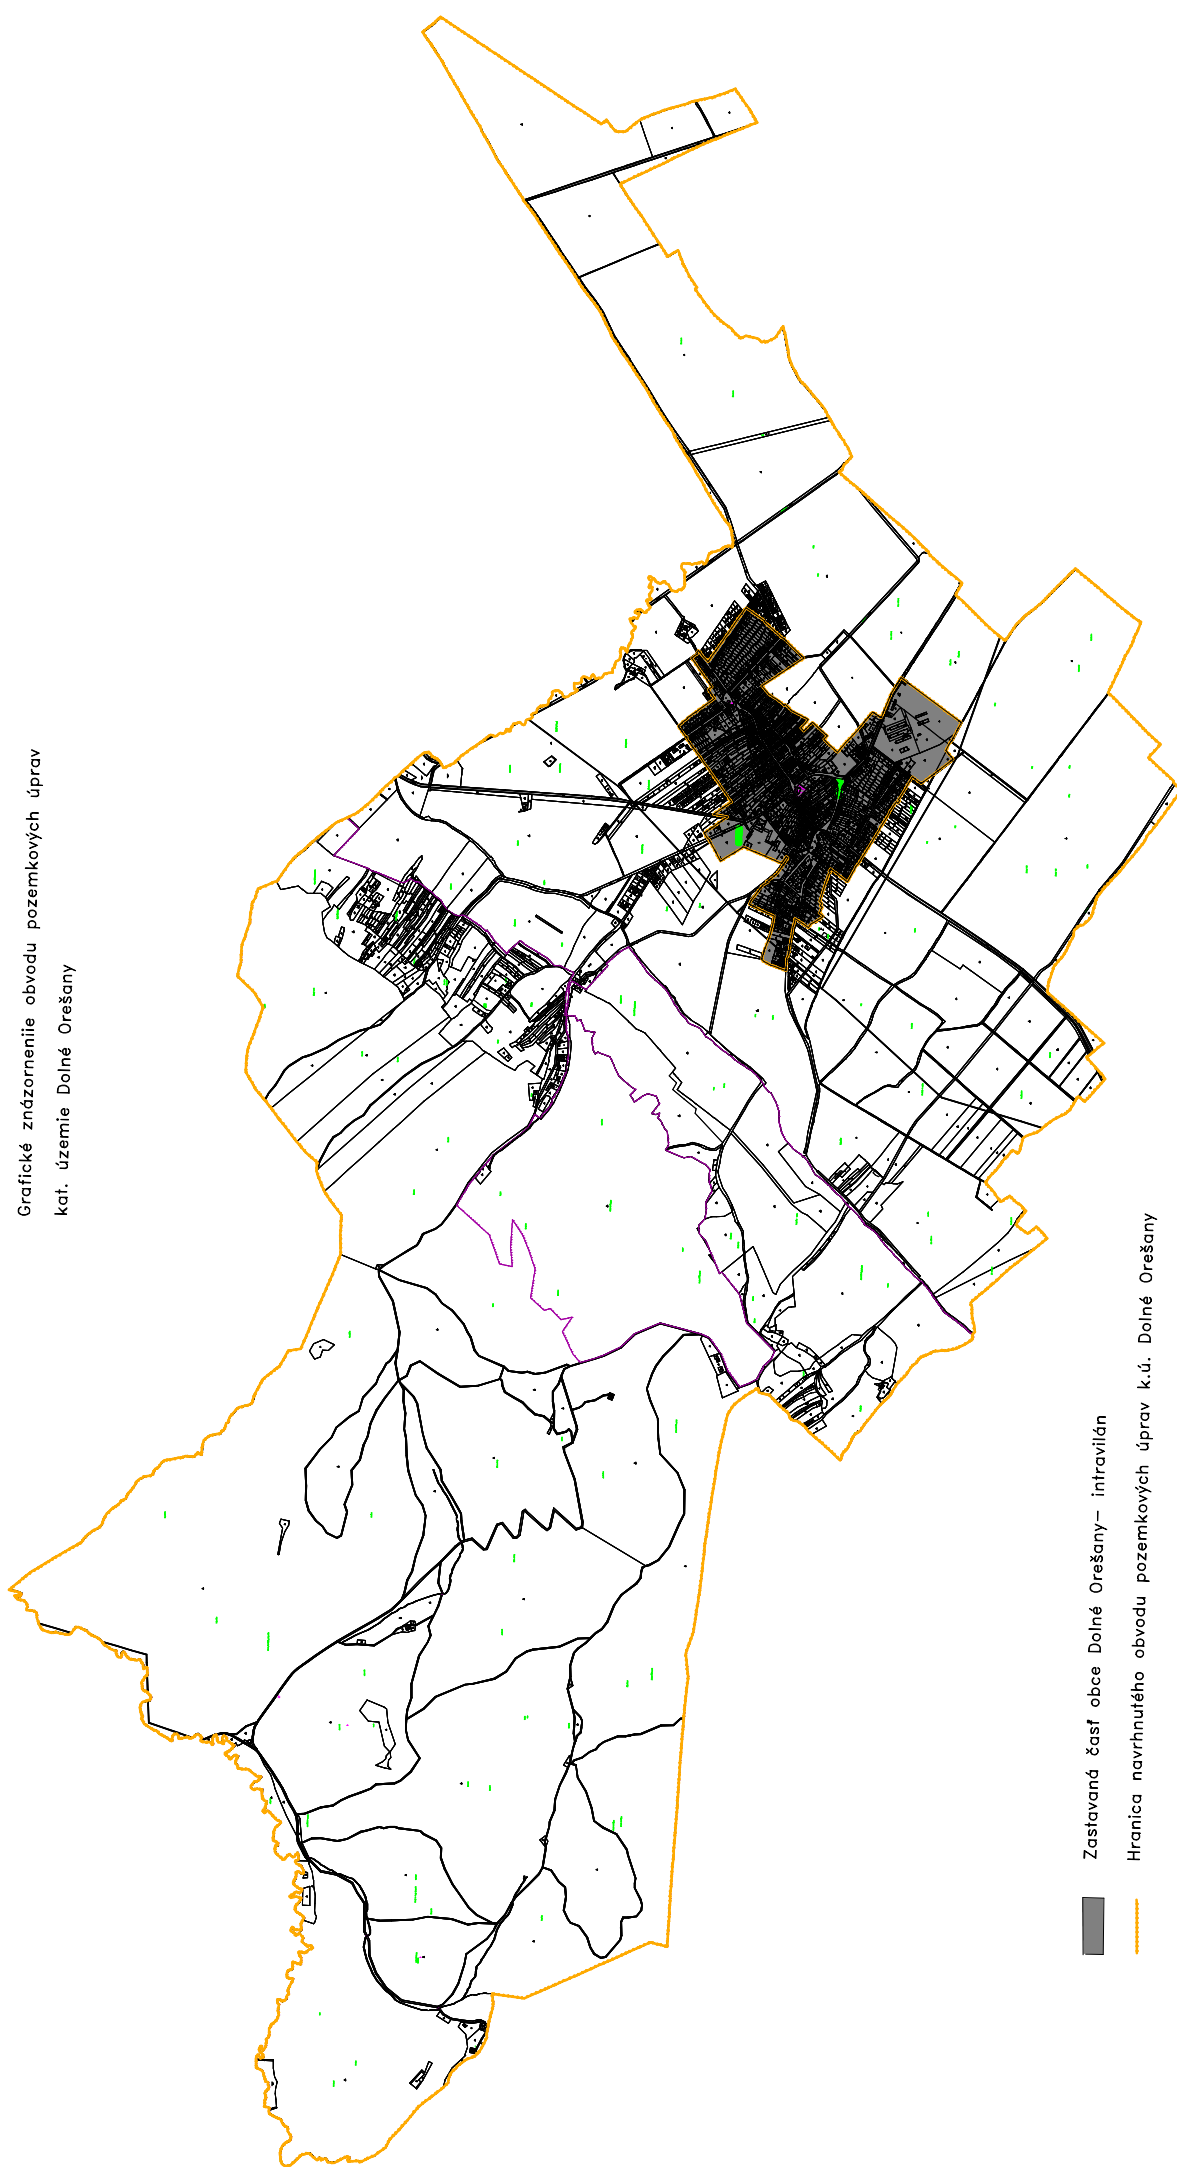 Grafické znázorneniie obvodu pozemkových úprav
kat. územie Dolné Orešany
Zastavaná časť obce Dolné Orešany– intravilán
Hranica navrhnutého obvodu pozemkových úprav k.ú. Dolné Orešany